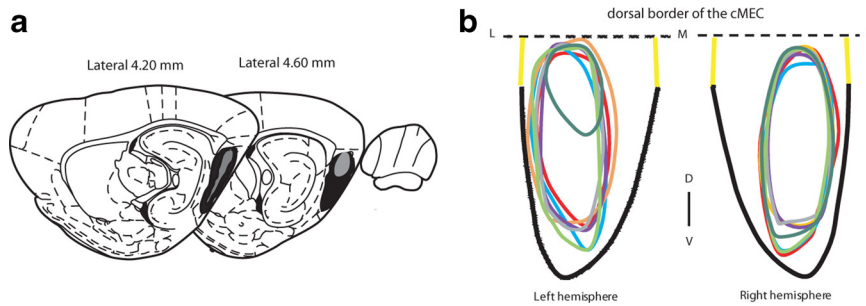 a
Lateral 4.20 mm
Lateral 4.60 mm
b
dorsal border of the cMEC
L
M
D
V
Left hemisphere
Right hemisphere